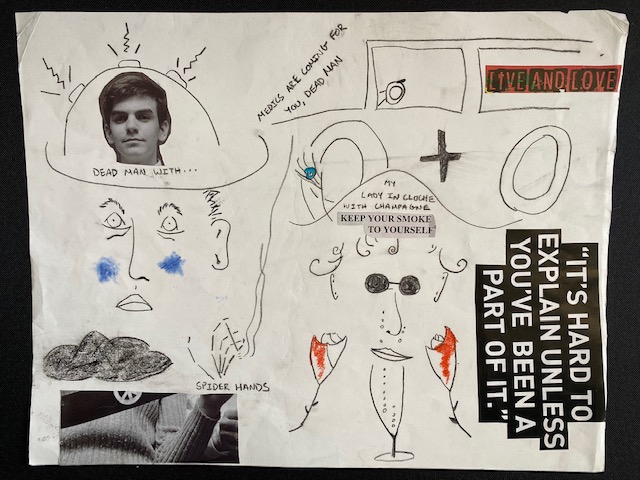 MEDICS ARE COMING FOR
YOU, DEAD MAN
LIVE AND LOVE
DEAD MAN WITH...
MY
LADY IN CLOCHE
WITH CHAMPAGNE
KEEP YOUR SMOKE
TO YOURSELF
"IT'S HARD TO
EXPLAIN UNLESS
YOU'VE BEEN A
PART OF IT."
SPIDER HANDS